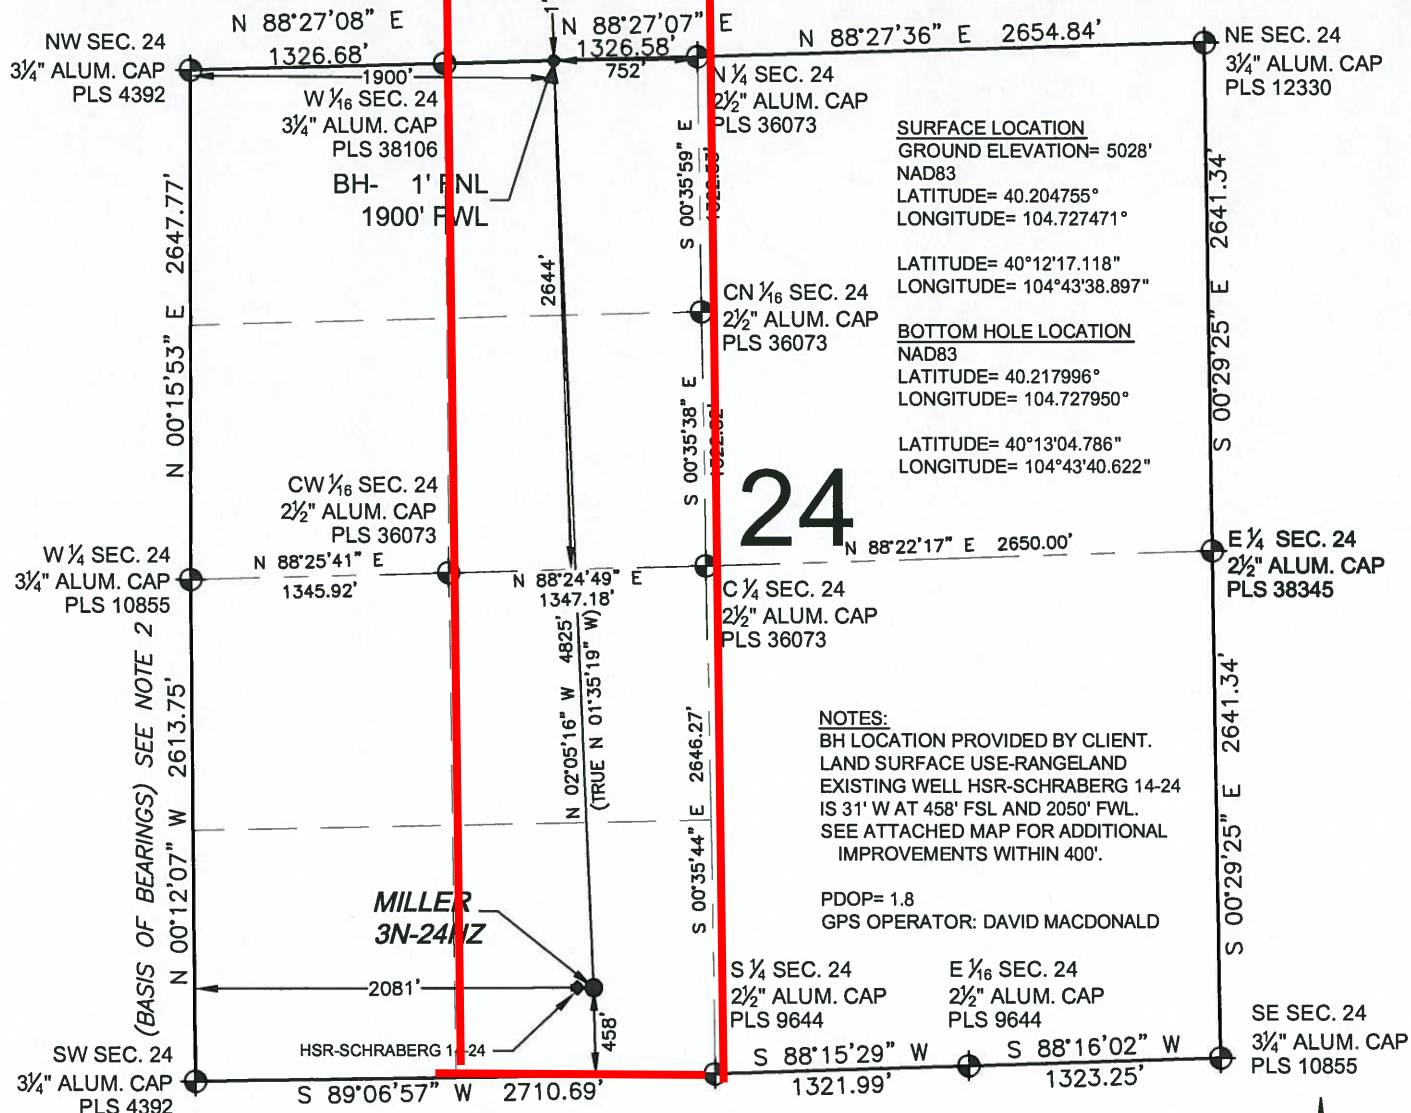 N 88°27'08" E
1326.68'
N 88°27'07" E
1326.58'
N 88°27'36" E 2654.84'
1'
NW SEC. 24
3¼" ALUM. CAP
PLS 4392
1900'
752'
NE SEC. 24
3¼" ALUM. CAP
PLS 12330
W 1/16 SEC. 24
3¼" ALUM. CAP
PLS 38106
N ¼ SEC. 24
2½" ALUM. CAP
PLS 36073
BH- 1' FNL
1900' FWL
SURFACE LOCATION
GROUND ELEVATION= 5028'
NAD83
LATITUDE= 40.204755°
LONGITUDE= 104.727471°
LATITUDE= 40°12'17.118"
LONGITUDE= 104°43'38.897"
BOTTOM HOLE LOCATION
NAD83
LATITUDE= 40.217996°
LONGITUDE= 104.727950°
LATITUDE= 40°13'04.786"
LONGITUDE= 104°43'40.622"
N 00°15'53" E 2647.77'
2644'
S 00°35'59" E
S 00°29'25" E 2641.34'
CN 1/16 SEC. 24
2½" ALUM. CAP
PLS 36073
S 00°35'38" E
24
CW 1/16 SEC. 24
2½" ALUM. CAP
PLS 36073
W ¼ SEC. 24
3¼" ALUM. CAP
PLS 10855
N 88°25'41" E
1345.92'
N 88°24'49" E
1347.18'
N 88°22'17" E 2650.00'
C ¼ SEC. 24
2½" ALUM. CAP
PLS 36073
E ¼ SEC. 24
2½" ALUM. CAP
PLS 38345
(BASIS OF BEARINGS) SEE NOTE 2
N 00°12'07" W 2613.75'
N 02°05'16" W 4825'
(TRUE N 01°35'19" W)
S 00°35'44" E 2646.27'
S 00°29'25" E 2641.34'
NOTES:
BH LOCATION PROVIDED BY CLIENT.
LAND SURFACE USE-RANGELAND
EXISTING WELL HSR-SCHRABERG 14-24
IS 31' W AT 458' FSL AND 2050' FWL.
SEE ATTACHED MAP FOR ADDITIONAL
IMPROVEMENTS WITHIN 400'.
PDOP= 1.8
GPS OPERATOR: DAVID MACDONALD
MILLER
3N-24HZ
2081'
458'
HSR-SCHRABERG 14-24
S ¼ SEC. 24
2½" ALUM. CAP
PLS 9644
E 1/16 SEC. 24
2½" ALUM. CAP
PLS 9644
SW SEC. 24
3¼" ALUM. CAP
PLS 4392
SE SEC. 24
3¼" ALUM. CAP
PLS 10855
S 89°06'57" W 2710.69'
S 88°15'29" W
1321.99'
S 88°16'02" W
1323.25'